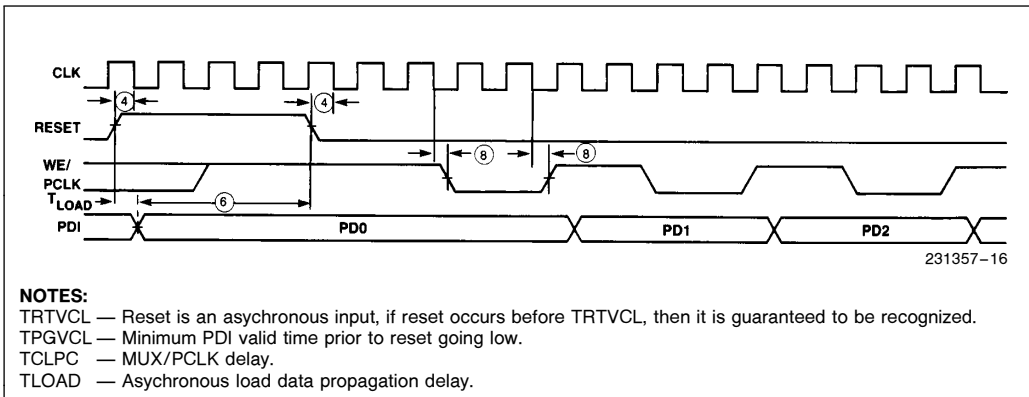 CLK
4
4
RESET
8
8
WE/
PCLK
TLOAD
6
PDI
PD0
PD1
PD2
231357–16
NOTES:
TRTVCL — Reset is an asychronous input, if reset occurs before TRTVCL, then it is guaranteed to be recognized.
TPGVCL — Minimum PDI valid time prior to reset going low.
TCLPC — MUX/PCLK delay.
TLOAD — Asychronous load data propagation delay.